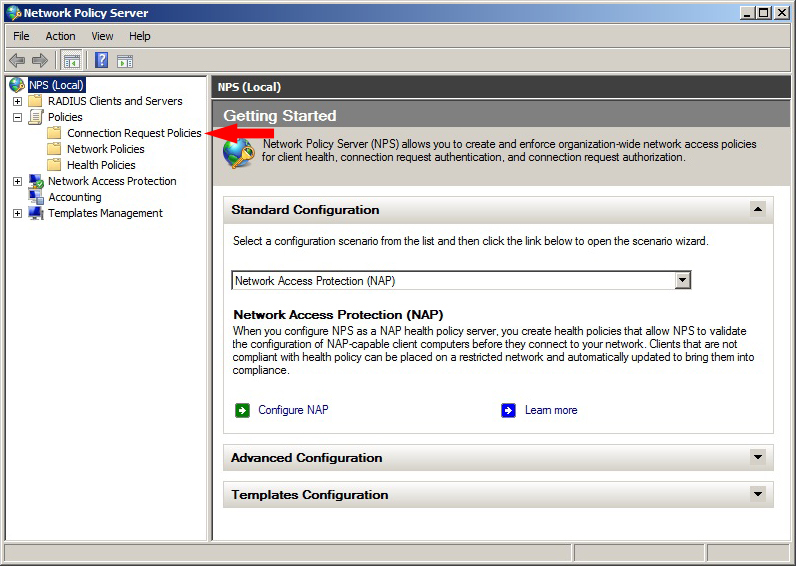 Network Policy Server
File Action View Help
NPS (Local)
RADIUS Clients and Servers
Policies
Connection Request Policies
Network Policies
Health Policies
Network Access Protection
Accounting
Templates Management
NPS (Local)
Getting Started
Network Policy Server (NPS) allows you to create and enforce organization-wide network access policies
for client health, connection request authentication, and connection request authorization.
Standard Configuration
Select a configuration scenario from the list and then click the link below to open the scenario wizard.
Network Access Protection (NAP)
Network Access Protection (NAP)
When you configure NPS as a NAP health policy server, you create health policies that allow NPS to validate
the configuration of NAP-capable client computers before they connect to your network. Clients that are not
compliant with health policy can be placed on a restricted network and automatically updated to bring them into
compliance.
Configure NAP Learn more
Advanced Configuration
Templates Configuration